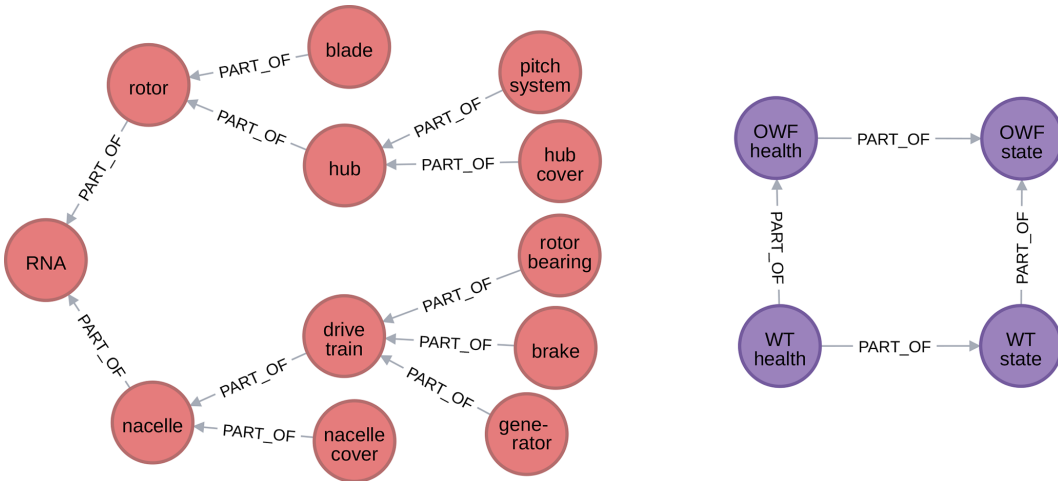 blade
PART_OF
rotor
pitch
system
PART_OF
PART_OF
hub
PART_OF
hub
cover
PART_OF
RNA
rotor
bearing
PART_OF
drive
train
PART_OF
brake
PART_OF
PART_OF
PART_OF
gene-
rator
nacelle
PART_OF
nacelle
cover
OWF
health
PART_OF
OWF
state
PART_OF
PART_OF
WT
health
PART_OF
WT
state